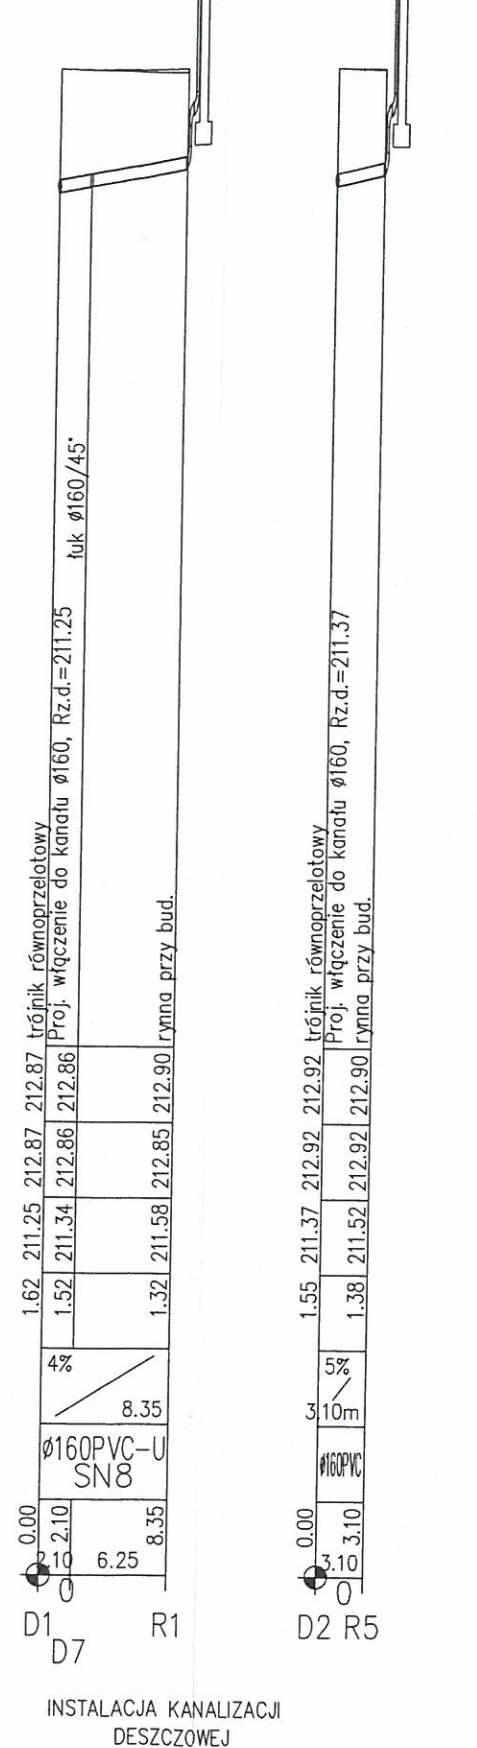 łuk ø160/45°
trójnik równoprzelotowy
Proj. włączenie do kanału ø160, Rz.d.=211.25
rynna przy bud.
212.87 212.86 212.90
212.87 212.86 212.85
211.25 211.34 211.58
1.62 1.52 1.32
4%
8.35
ø160PVC-U
SN8
0.00 2.10 8.35
2.10 6.25
D1 R1
D7
trójnik równoprzelotowy
Proj. włączenie do kanału ø160, Rz.d.=211.37
rynna przy bud.
212.92 212.90
212.92 212.92
211.37 211.52
1.55 1.38
5%
3.10m
ø160PVC
0.00 3.10
3.10
D2 R5
INSTALACJA KANALIZACJI
DESZCZOWEJ